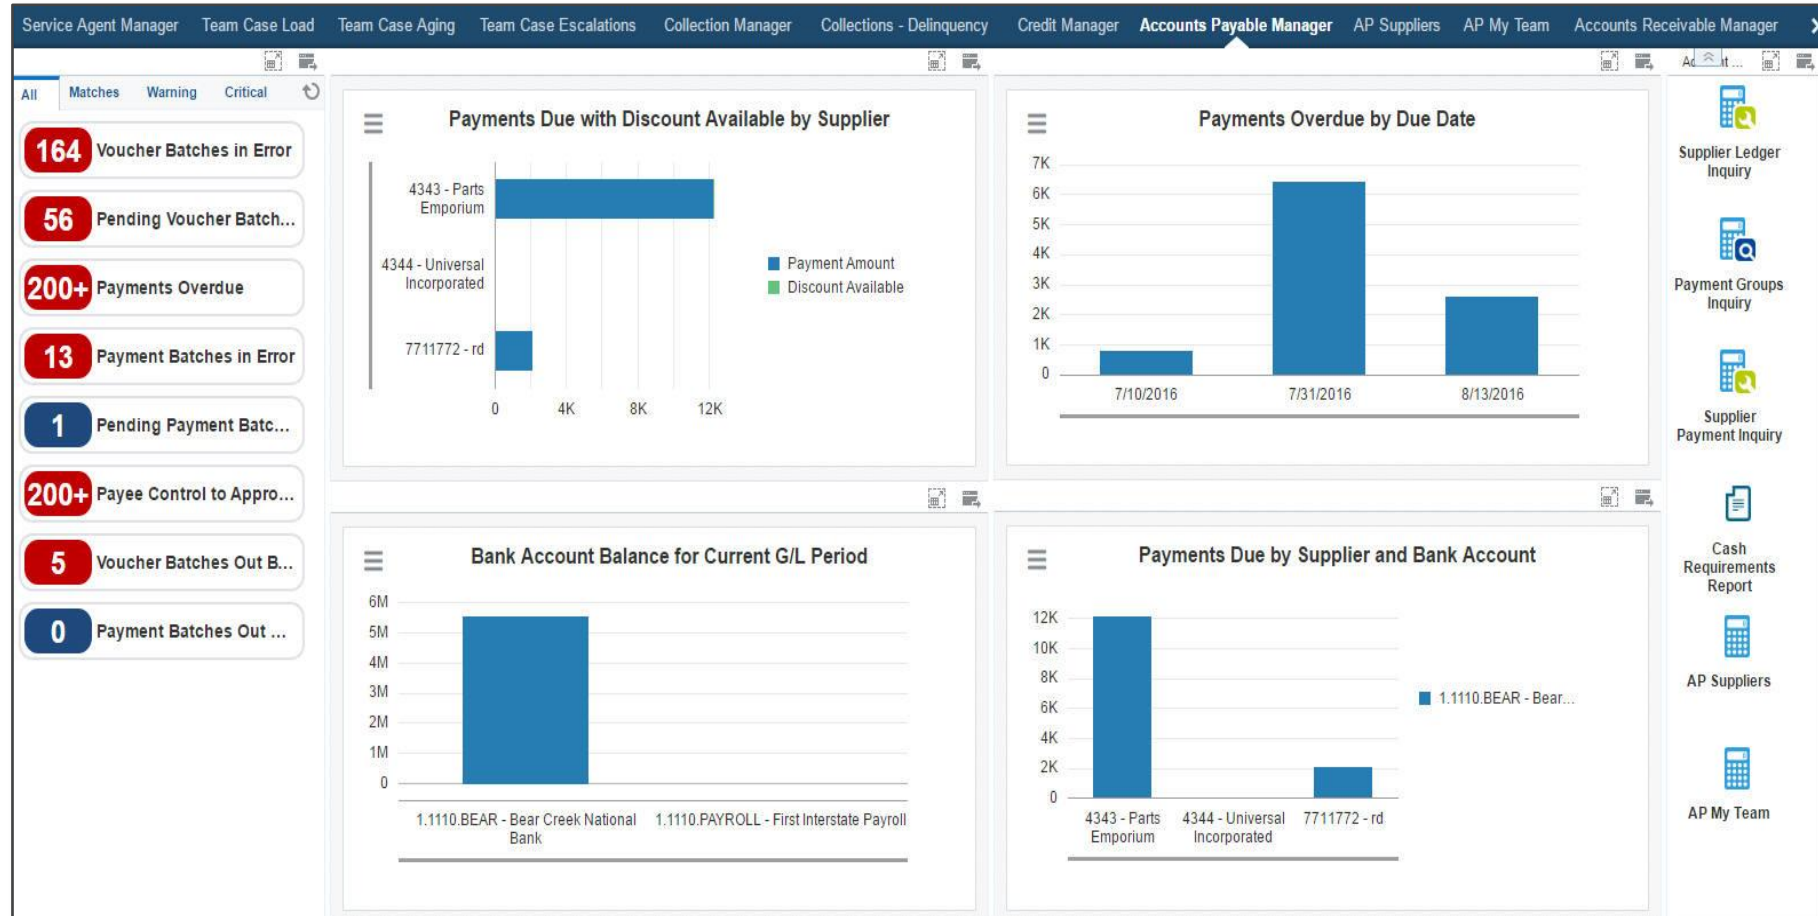 Service Agent Manager Team Case Load Team Case Aging Team Case Escalations Collection Manager Collections - Delinquency Credit Manager Accounts Payable Manager AP Suppliers AP My Team Accounts Receivable Manager
All Matches Warning Critical
164 Voucher Batches in Error
56 Pending Voucher Batch...
200+ Payments Overdue
13 Payment Batches in Error
1 Pending Payment Batc...
200+ Payee Control to Appro...
5 Voucher Batches Out B...
0 Payment Batches Out ...
Payments Due with Discount Available by Supplier
4343 - Parts
Emporium
4344 - Universal
Incorporated
7711772 - rd
0 4K 8K 12K
Payment Amount
Discount Available
Payments Overdue by Due Date
7K
6K
5K
4K
3K
2K
1K
0
7/10/2016 7/31/2016 8/13/2016
Bank Account Balance for Current G/L Period
6M
5M
4M
3M
2M
1M
0
1.1110.BEAR - Bear Creek National
Bank
1.1110.PAYROLL - First Interstate Payroll
Payments Due by Supplier and Bank Account
12K
10K
8K
6K
4K
2K
0
4343 - Parts
Emporium
4344 - Universal
Incorporated
7711772 - rd
1.1110.BEAR - Bear...
Supplier Ledger
Inquiry
Payment Groups
Inquiry
Supplier
Payment Inquiry
Cash
Requirements
Report
AP Suppliers
AP My Team